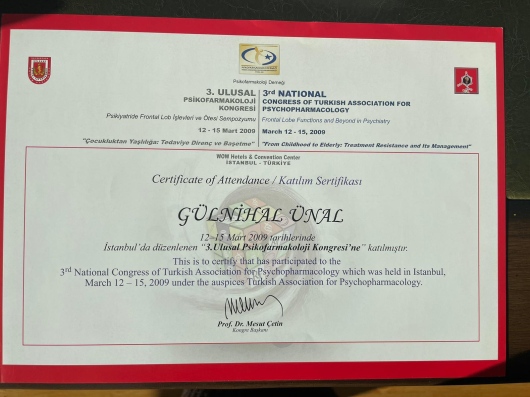 Psikofarmakoloji Derneği
3. ULUSAL
PSİKOFARMAKOLOJİ
KONGRESİ
Psikiyatride Frontal Lob İşlevleri ve Ötesi Sempozyumu
12 - 15 Mart 2009
"Çocukluktan Yaşlılığa: Tedaviye Direnç ve Başetme"
3rd NATIONAL
CONGRESS OF TURKISH ASSOCIATION FOR
PSYCHOPHARMACOLOGY
Frontal Lobe Functions and Beyond in Psychiatry
March 12 - 15, 2009
"From Childhood to Elderly: Treatment Resistance and Its Management"
WOW Hotels & Convention Center
İSTANBUL - TÜRKİYE
Certificate of Attendance / Katılım Sertifikası
GÜLNİHAL ÜNAL
12–15 Mart 2009 tarihlerinde
İstanbul'da düzenlenen "3.Ulusal Psikofarmakoloji Kongresi'ne" katılmıştır.
This is to certify that has participated to the
3rd National Congress of Turkish Association for Psychopharmacology which was held in Istanbul,
March 12 – 15, 2009 under the auspices Turkish Association for Psychopharmacology.
Prof. Dr. Mesut Çetin
Kongre Başkanı